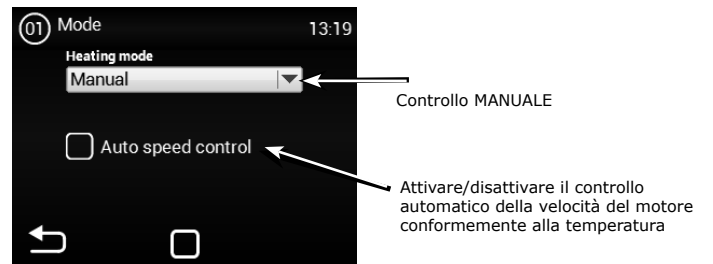 01 Mode 13:19
Heating mode
Manual
Controllo MANUALE
Auto speed control
Attivare/disattivare il controllo
automatico della velocità del motore
conformemente alla temperatura